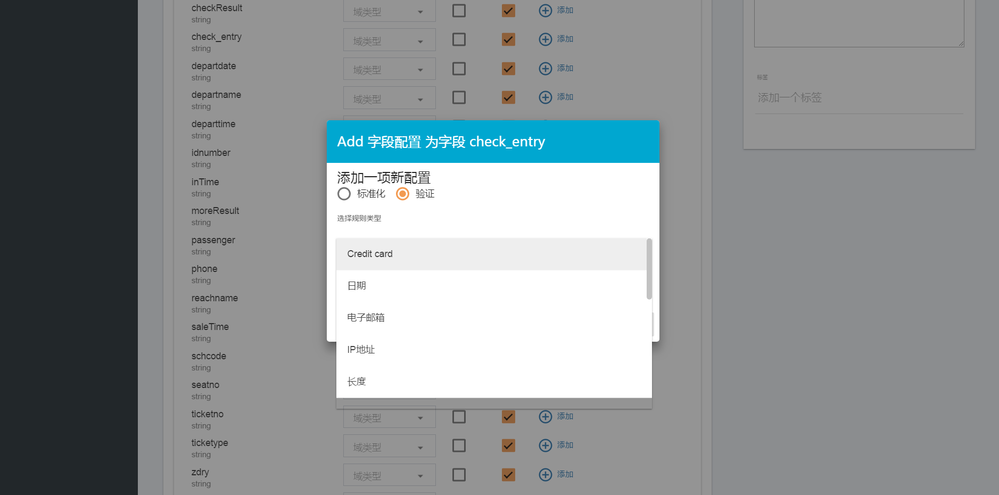 checkResult
string
域类型
添加
check_entry
string
域类型
添加
departdate
string
域类型
添加
departname
string
域类型
添加
departtime
string
idnumber
string
inTime
string
moreResult
string
passenger
string
phone
string
reachname
string
saleTime
string
schcode
string
seatno
string
ticketno
string
域类型
添加
ticketype
string
域类型
添加
zdry
string
域类型
添加
Add 字段配置 为字段 check_entry
添加一项新配置
标准化 验证
选择规则类型
Credit card
日期
电子邮箱
IP地址
长度
标签
添加一个标签